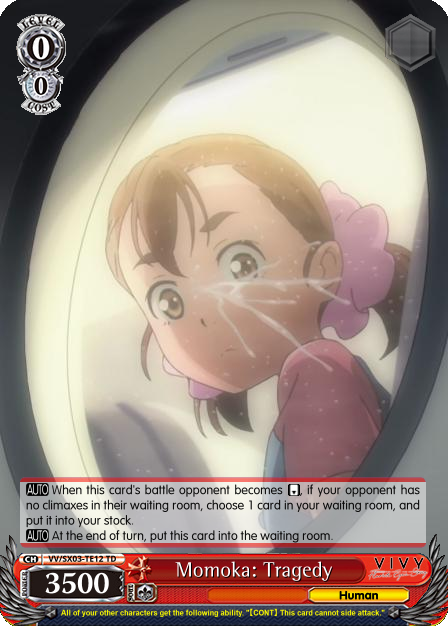 LEVEL
0
0
COST
AUTO When this card's battle opponent becomes , if your opponent has
no climaxes in their waiting room, choose 1 card in your waiting room, and
put it into your stock.
AUTO At the end of turn, put this card into the waiting room.
CH VV/SX03-TE12 TD
POWER 3500 SOUL Momoka: Tragedy VIVY
Human
All of your other characters get the following ability. "【CONT】 This card cannot side attack."